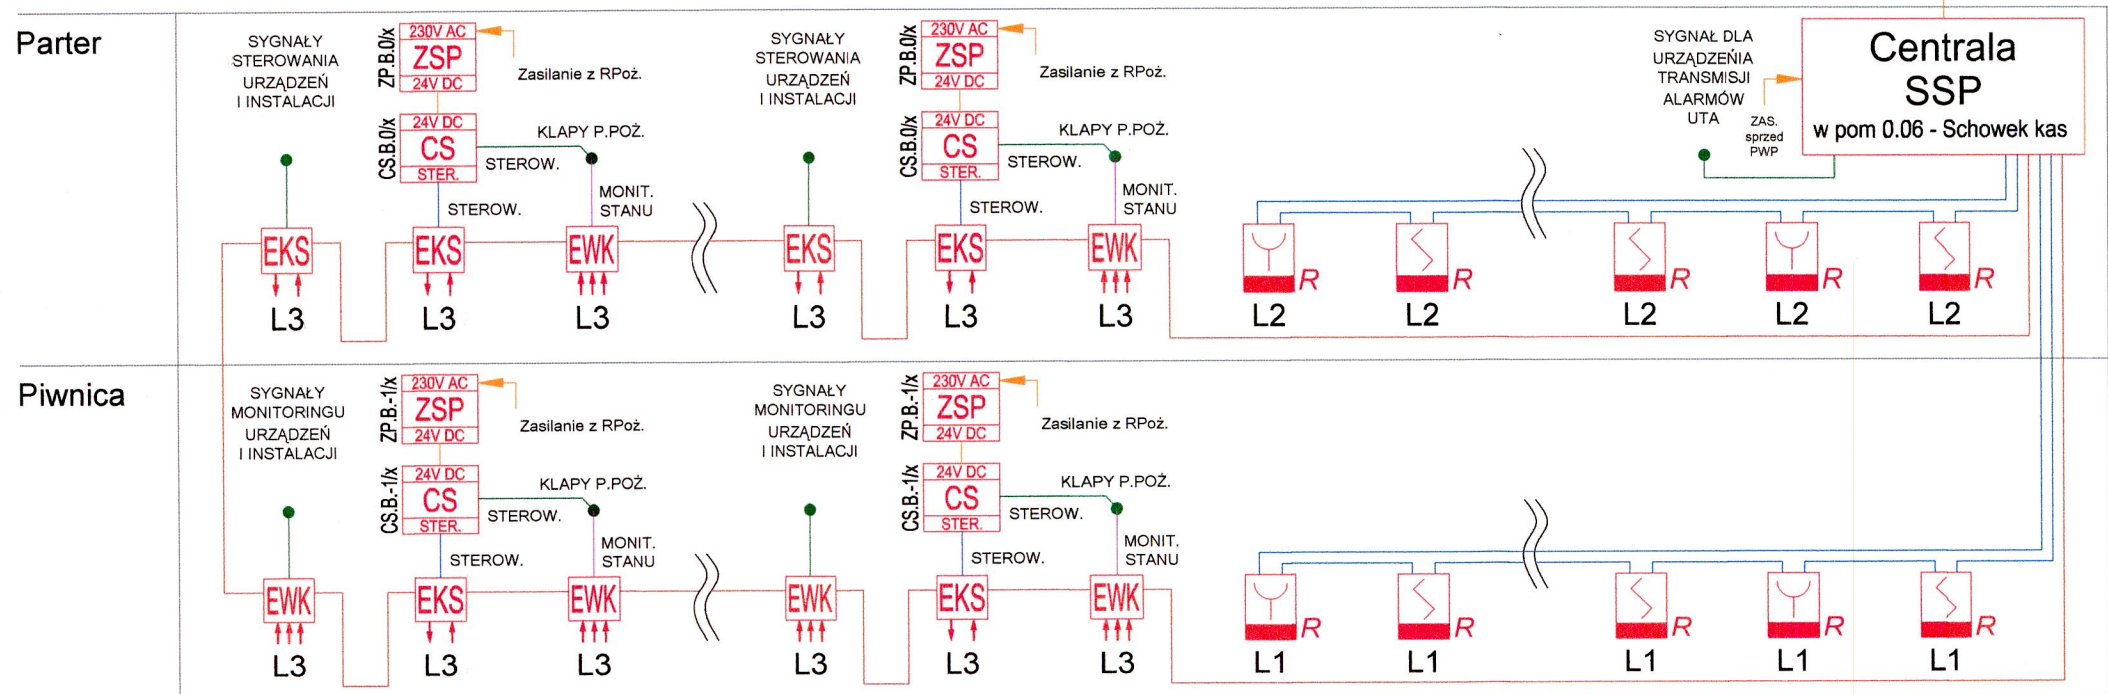 Parter
SYGNAŁY
STEROWANIA
URZĄDZEŃ
I INSTALACJI
EKS
L3
ZP.B.0/x
230V AC
ZSP
24V DC
Zasilanie z RPoż.
CS.B.0/x
24V DC
CS
STER.
KLAPY P.POŻ.
STEROW.
MONIT.
STANU
STEROW.
EKS
L3
EWK
L3
SYGNAŁY
STEROWANIA
URZĄDZEŃ
I INSTALACJI
EKS
L3
ZP.B.0/x
230V AC
ZSP
24V DC
Zasilanie z RPoż.
CS.B.0/x
24V DC
CS
STER.
KLAPY P.POŻ.
STEROW.
MONIT.
STANU
STEROW.
EKS
L3
EWK
L3
SYGNAŁ DLA
URZĄDZENIA
TRANSMISJI
ALARMÓW
UTA
ZAS.
sprzed
PWP
Centrala
SSP
w pom 0.06 - Schowek kas
R
L2
R
L2
R
L2
R
L2
R
L2
Piwnica
SYGNAŁY
MONITORINGU
URZĄDZEŃ
I INSTALACJI
EWK
L3
ZP.B.-1/x
230V AC
ZSP
24V DC
Zasilanie z RPoż.
CS.B.-1/x
24V DC
CS
STER.
KLAPY P.POŻ.
STEROW.
MONIT.
STANU
STEROW.
EKS
L3
EWK
L3
SYGNAŁY
MONITORINGU
URZĄDZEŃ
I INSTALACJI
EWK
L3
ZP.B.-1/x
230V AC
ZSP
24V DC
Zasilanie z RPoż.
CS.B.-1/x
24V DC
CS
STER.
KLAPY P.POŻ.
STEROW.
MONIT.
STANU
STEROW.
EKS
L3
EWK
L3
R
L1
R
L1
R
L1
R
L1
R
L1